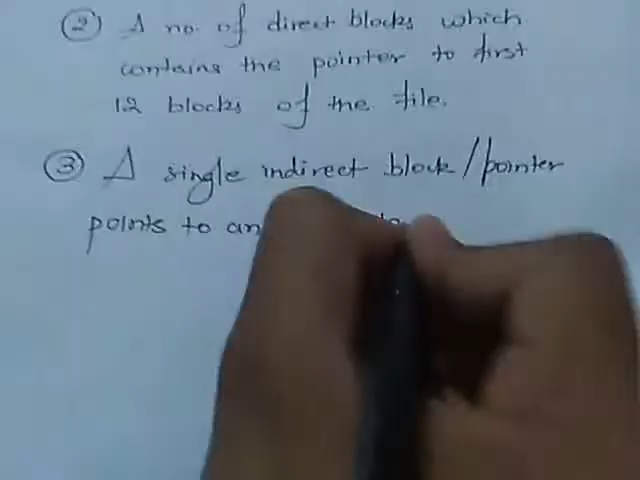 ② A no. of direct blocks which
contains the pointer to first
12 blocks of the file.
③ A single indirect block/pointer
points to an